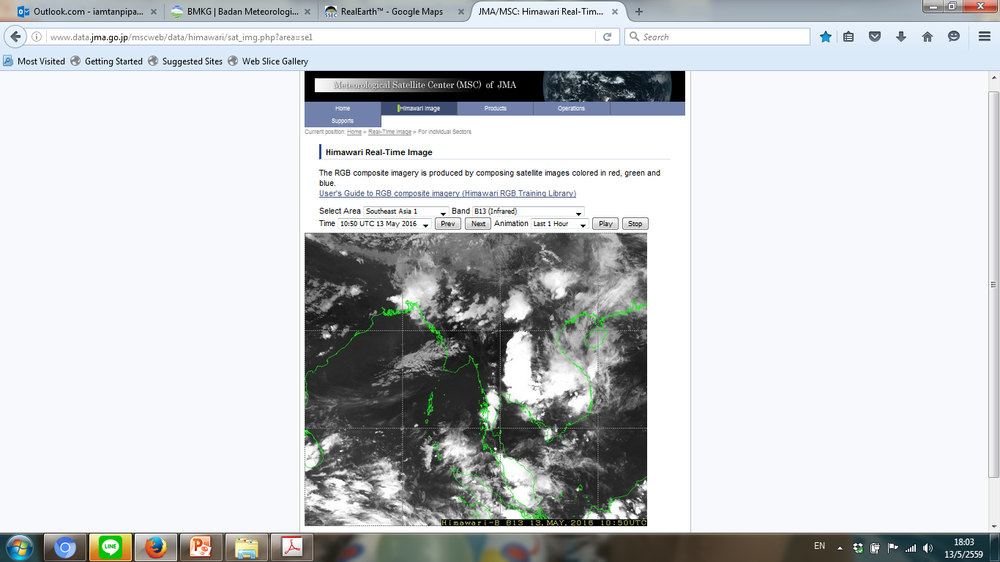 Outlook.com - iamtanpipa...
BMKG | Badan Meteorologi...
SSEC
RealEarth™ - Google Maps
JMA/MSC: Himawari Real-Tim...
www.data.jma.go.jp/mscweb/data/himawari/sat_img.php?area=se1
Search
Most Visited Getting Started Suggested Sites Web Slice Gallery
Meteorological Satellite Center (MSC) of JMA
Home Himawari Image Products Operations
Supports
Current position: Home > Real-Time Image > For Individual Sectors
Himawari Real-Time Image
The RGB composite imagery is produced by composing satellite images colored in red, green and
blue.
User's Guide to RGB composite imagery (Himawari RGB Training Library)
Select Area Southeast Asia 1 Band B13 (Infrared)
Time 10:50 UTC 13 May 2016 Prev Next Animation Last 1 Hour Play Stop
Himawari-8 B13 13.MAY.2016 10:50UTC
LINE
EN
18:03
13/5/2559